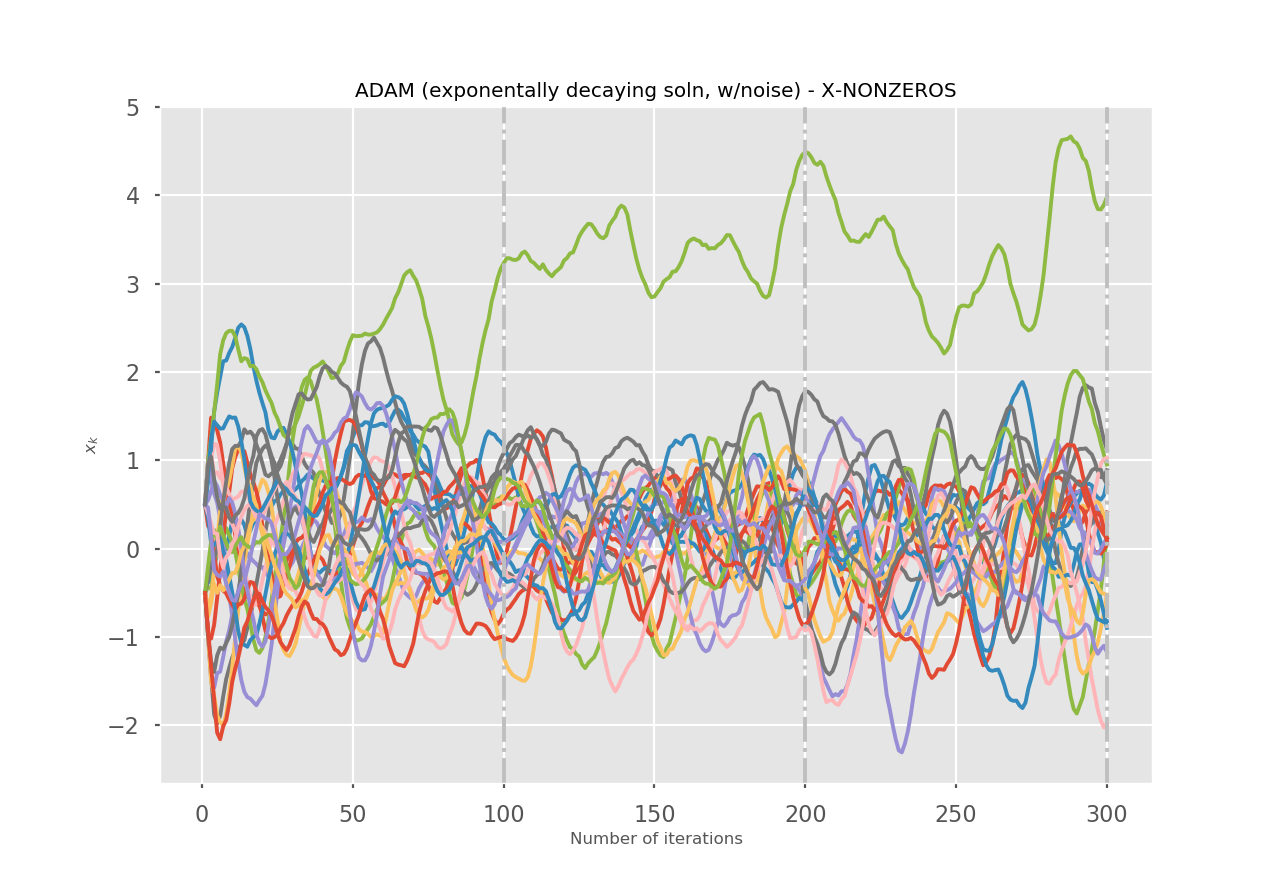 ADAM (exponentially decaying soln, w/noise) - X-NONZEROS
5
4
3
2
1
0
−1
−2
x_k
0 50 100 150 200 250 300
Number of iterations